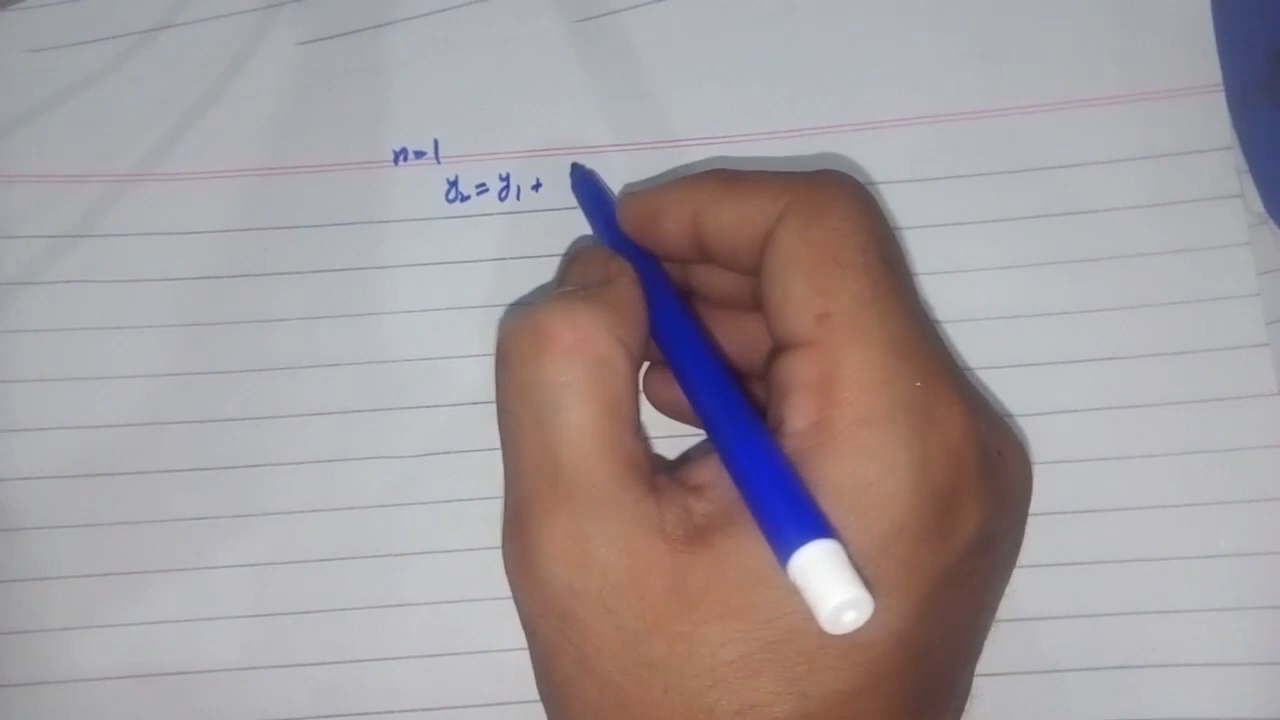 n=1
y₂ = y₁ +